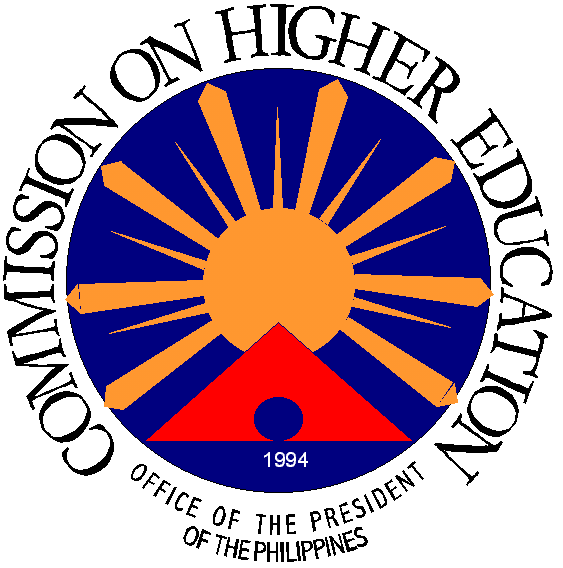 COMMISSION ON HIGHER EDUCATION
1994
OFFICE OF THE PRESIDENT
OF THE PHILIPPINES